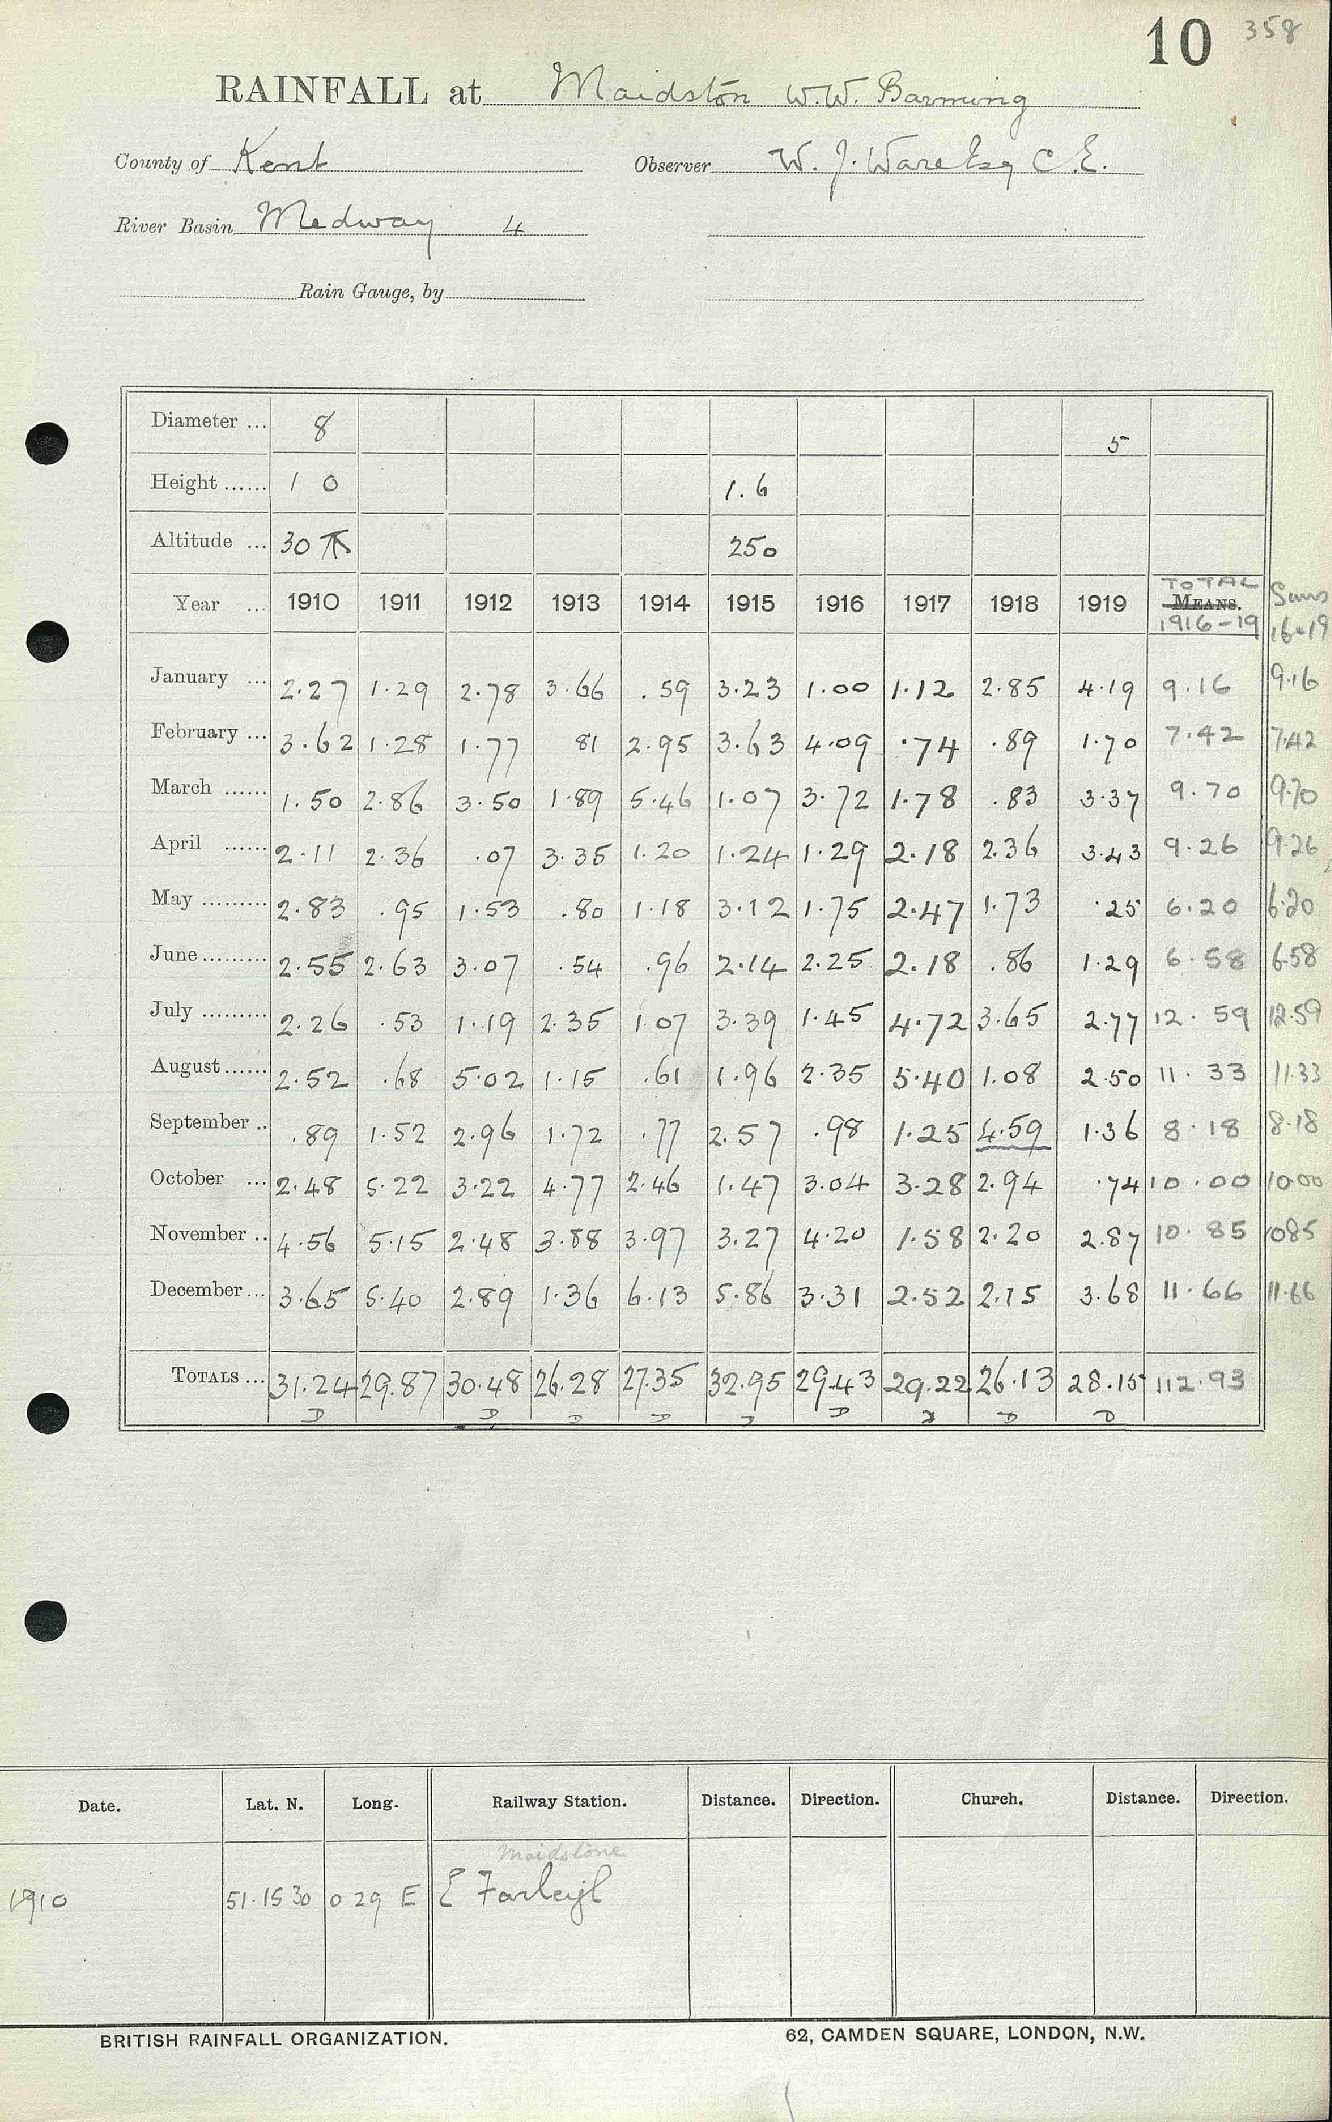 10 358
RAINFALL at Maidston W.W. Barming
County of Kent Observer W. J. Ware Esq C.E.
River Basin Medway 4
Rain Gauge, by
Diameter ... 8 5
Height ...... 1 0 1.6
Altitude ... 30 250
Year ... 1910 1911 1912 1913 1914 1915 1916 1917 1918 1919 TOTAL MEANS. 1916-19 Sums 16-19
January ... 2.27 1.29 2.78 3.66 .59 3.23 1.00 1.12 2.85 4.19 9.16 9.16
February ... 3.62 1.28 1.77 81 2.95 3.63 4.09 .74 .89 1.70 7.42 7.42
March ...... 1.50 2.86 3.50 1.89 5.46 1.07 3.72 1.78 .83 3.37 9.70 9.70
April ...... 2.11 2.36 .07 3.35 1.20 1.24 1.29 2.18 2.36 3.43 9.26 9.26
May ......... 2.83 .95 1.53 .80 1.18 3.12 1.75 2.47 1.73 .25 6.20 6.20
June ......... 2.55 2.63 3.07 .54 .96 2.14 2.25 2.18 .86 1.29 6.58 6.58
July ......... 2.26 .53 1.19 2.35 1.07 3.39 1.45 4.72 3.65 2.77 12.59 12.59
August ...... 2.52 .68 5.02 1.15 .61 1.96 2.35 5.40 1.08 2.50 11.33 11.33
September .. .89 1.52 2.96 1.72 .77 2.57 .98 1.25 4.59 1.36 8.18 8.18
October ... 2.48 5.22 3.22 4.77 2.46 1.47 3.04 3.28 2.94 .74 10.00 10.00
November .. 4.56 5.15 2.48 3.88 3.97 3.27 4.20 1.58 2.20 2.87 10.85 1085
December ... 3.65 5.40 2.89 1.36 6.13 5.86 3.31 2.52 2.15 3.68 11.66 11.66
TOTALS ... 31.24 29.87 30.48 26.28 27.35 32.95 29.43 29.22 26.13 28.15 112.93
Date. Lat. N. Long. Railway Station. Distance. Direction. Church. Distance. Direction.
Maidstone
1910 51.15 30 0 29 E E Farleigh
BRITISH RAINFALL ORGANIZATION. 62, CAMDEN SQUARE, LONDON, N.W.